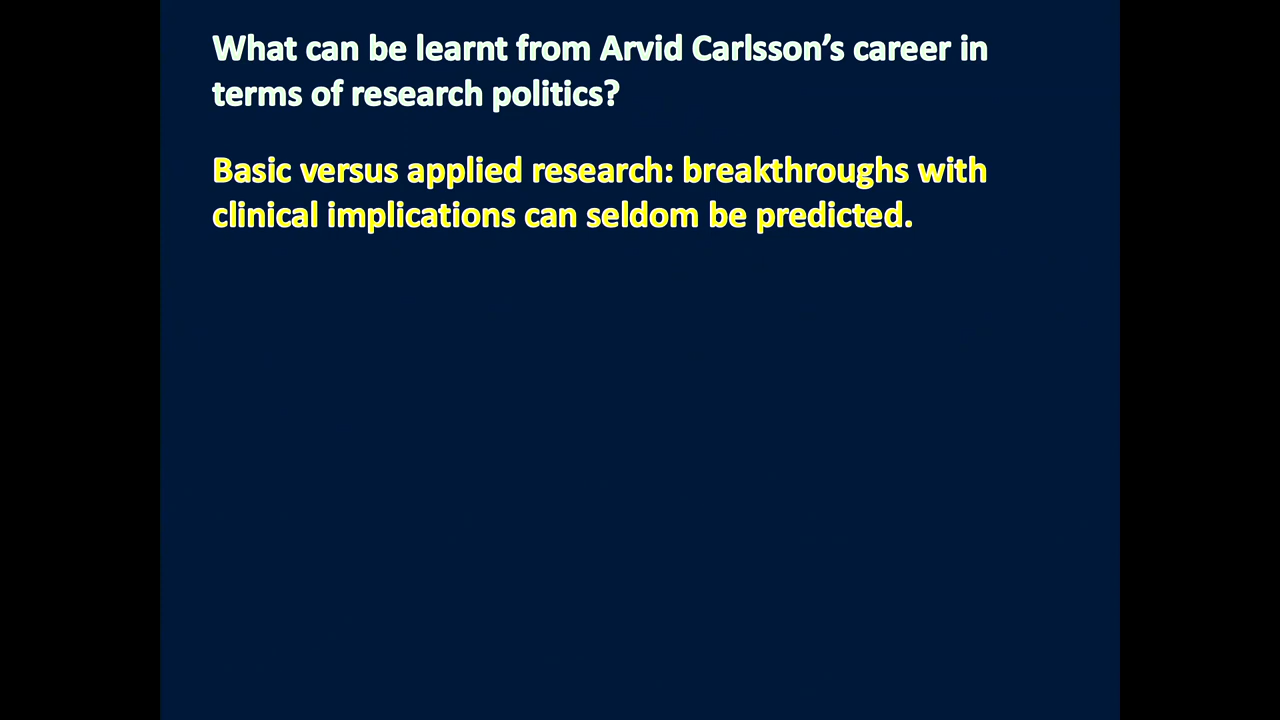 What can be learnt from Arvid Carlsson’s career in
terms of research politics?
Basic versus applied research: breakthroughs with
clinical implications can seldom be predicted.